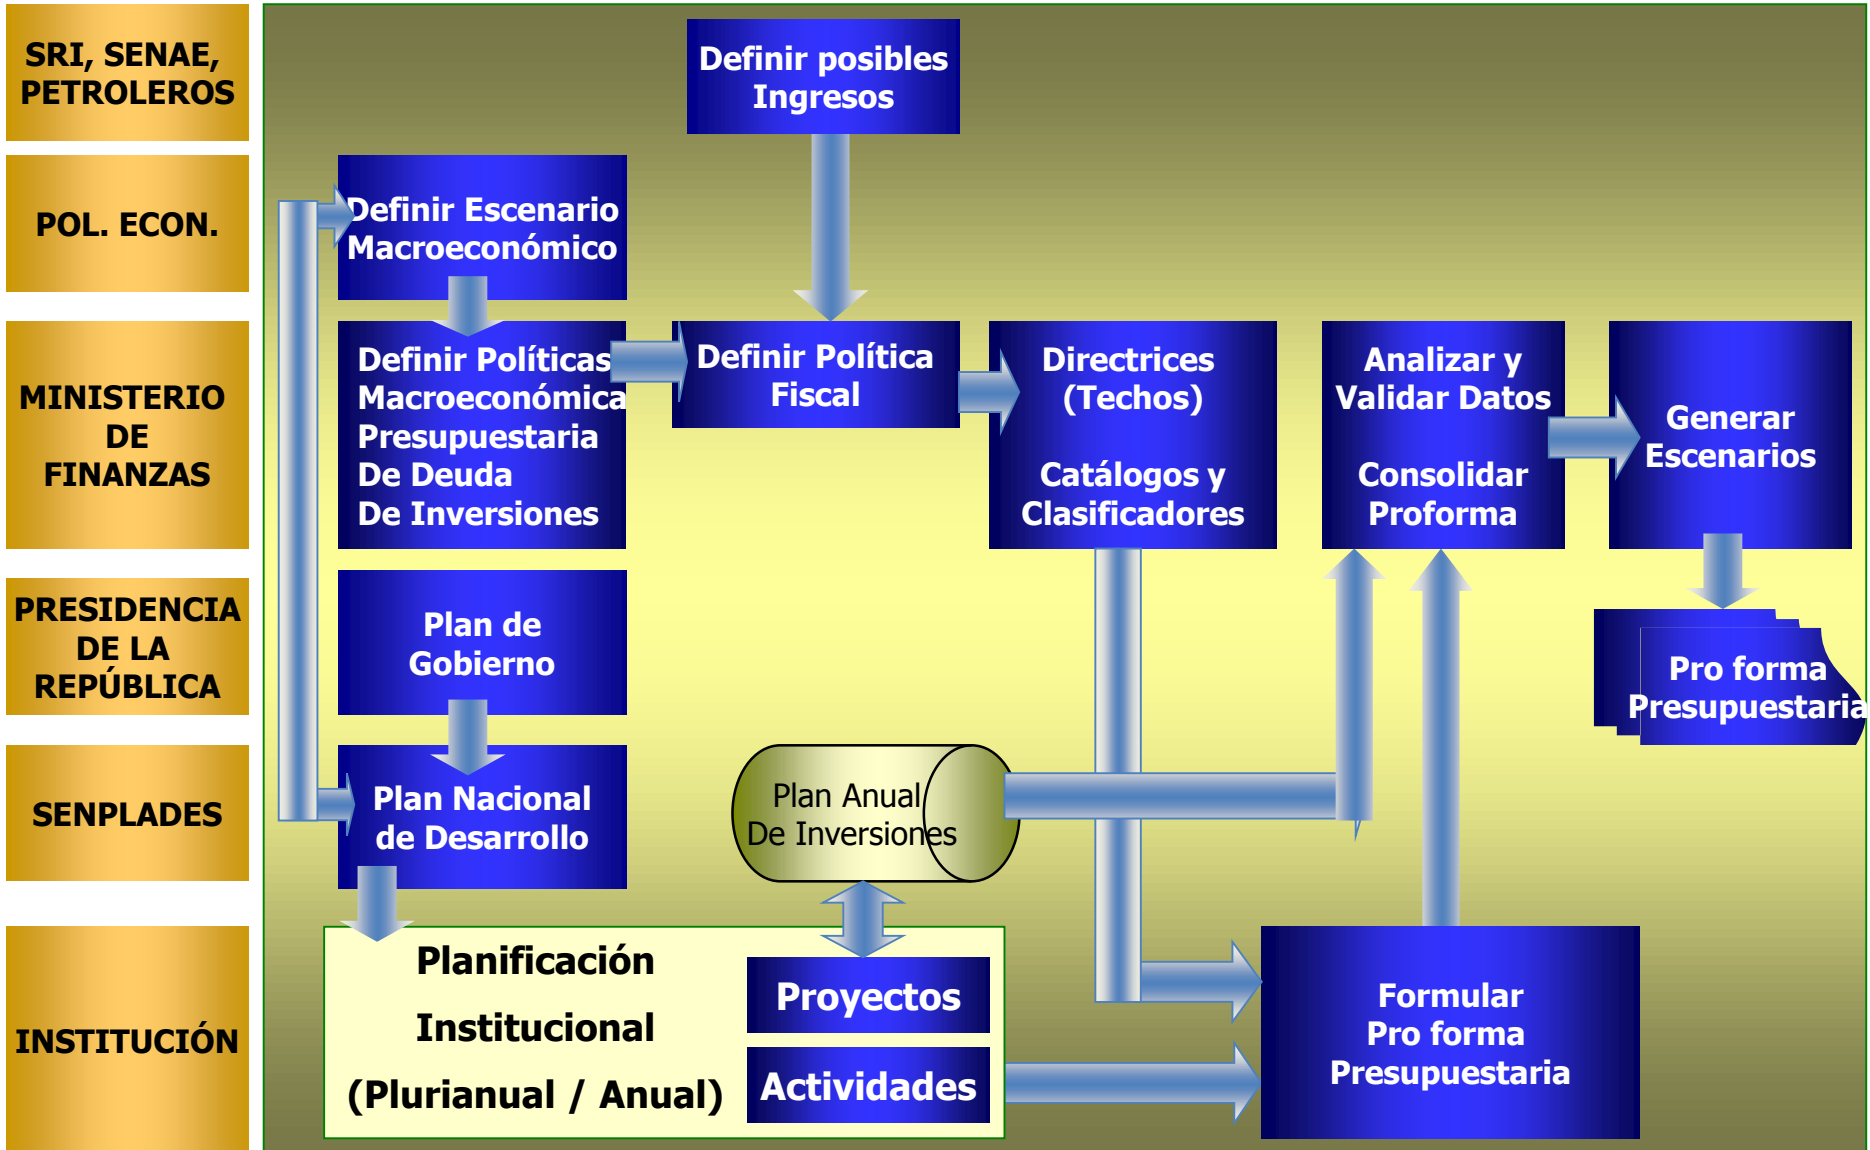 SRI, SENAE,
PETROLEROS
Definir posibles
Ingresos
POL. ECON.
Definir Escenario
Macroeconómico
MINISTERIO
DE
FINANZAS
Definir Políticas
Macroeconómica
Presupuestaria
De Deuda
De Inversiones
Definir Política
Fiscal
Directrices
(Techos)
Catálogos y
Clasificadores
Analizar y
Validar Datos
Consolidar
Proforma
Generar
Escenarios
PRESIDENCIA
DE LA
REPÚBLICA
Plan de
Gobierno
Pro forma
Presupuestaria
SENPLADES
Plan Nacional
de Desarrollo
Plan Anual
De Inversiones
INSTITUCIÓN
Planificación
Institucional
(Plurianual / Anual)
Proyectos
Actividades
Formular
Pro forma
Presupuestaria